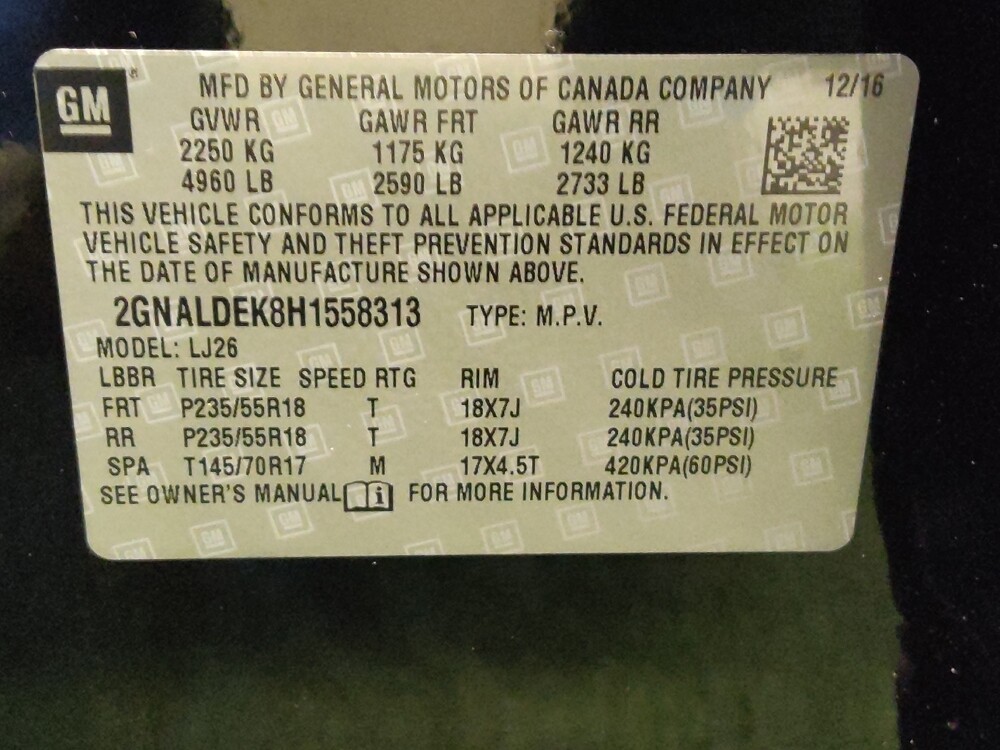 GM MFD BY GENERAL MOTORS OF CANADA COMPANY 12/16
GVWR GAWR FRT GAWR RR
2250 KG 1175 KG 1240 KG
4960 LB 2590 LB 2733 LB
THIS VEHICLE CONFORMS TO ALL APPLICABLE U.S. FEDERAL MOTOR
VEHICLE SAFETY AND THEFT PREVENTION STANDARDS IN EFFECT ON
THE DATE OF MANUFACTURE SHOWN ABOVE.
2GNALDEK8H1558313 TYPE: M.P.V.
MODEL: LJ26
LBBR TIRE SIZE SPEED RTG RIM COLD TIRE PRESSURE
FRT P235/55R18 T 18X7J 240KPA(35PSI)
RR P235/55R18 T 18X7J 240KPA(35PSI)
SPA T145/70R17 M 17X4.5T 420KPA(60PSI)
SEE OWNER'S MANUAL i FOR MORE INFORMATION.